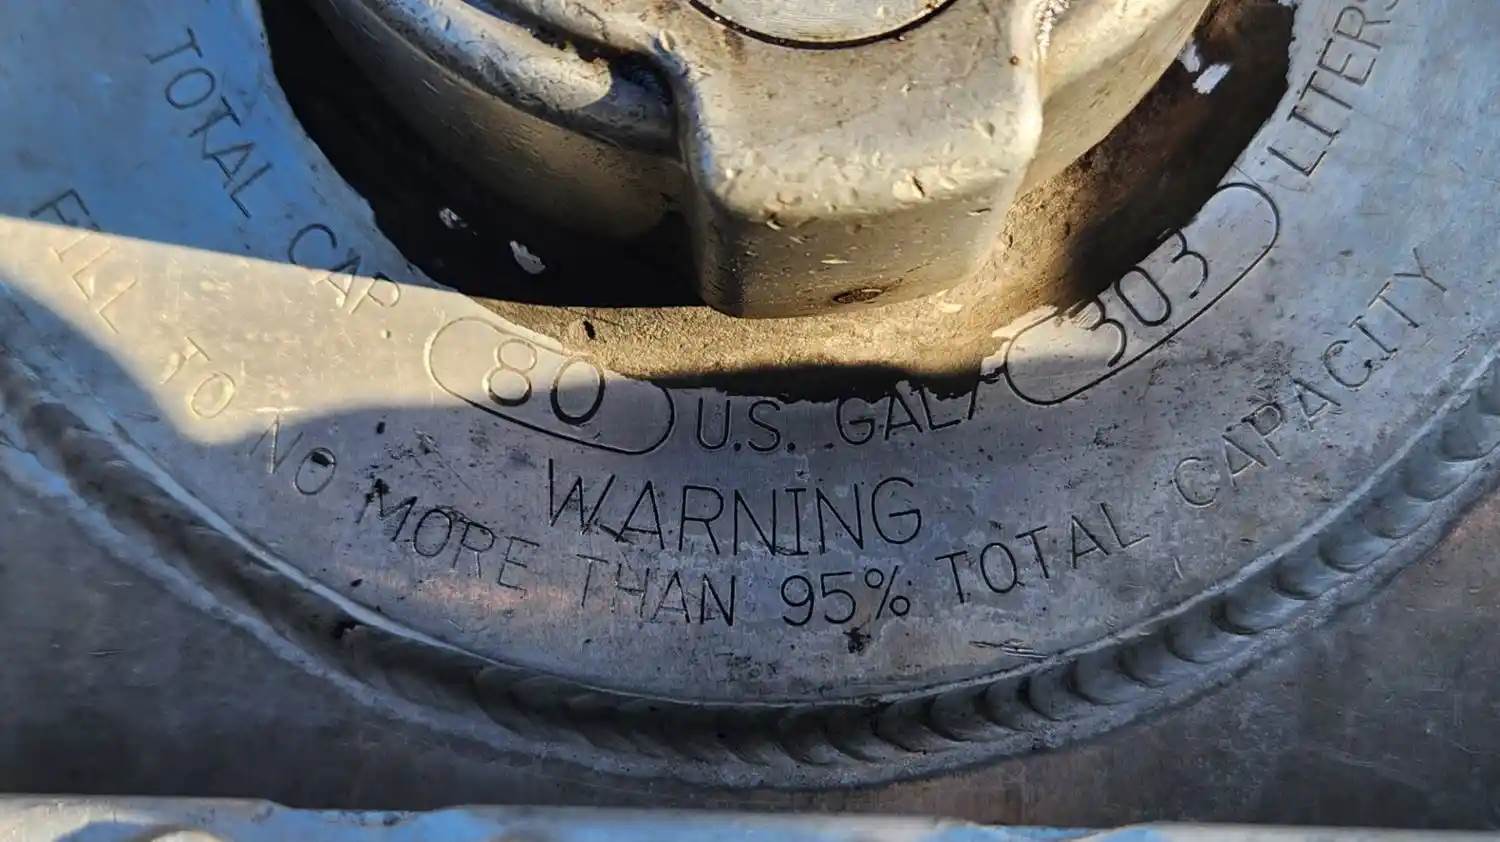 TOTAL CAP. 80 U.S. GAL/ 303 LITERS
WARNING
FILL TO NO MORE THAN 95% TOTAL CAPACITY